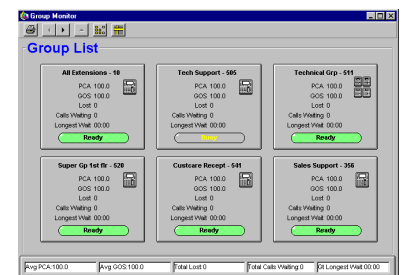 Group Monitor
Group List
All Extensions - 10
PCA 100.0
GOS 100.0
Lost 0
Calls Waiting 0
Longest Wait 00:00
Ready
Tech Support - 505
PCA 100.0
GOS 100.0
Lost 0
Calls Waiting 0
Longest Wait 00:00
Busy
Technical Grp - 511
PCA 100.0
GOS 100.0
Lost 0
Calls Waiting 0
Longest Wait 00:00
Ready
Super Gp 1st flr - 520
PCA 100.0
GOS 100.0
Lost 0
Calls Waiting 0
Longest Wait 00:00
Ready
Custcare Recept - 541
PCA 100.0
GOS 100.0
Lost 0
Calls Waiting 0
Longest Wait 00:00
Ready
Sales Support - 356
PCA 100.0
GOS 100.0
Lost 0
Calls Waiting 0
Longest Wait 00:00
Ready
Avg PCA:100.0 Avg GOS:100.0 Total Lost:0 Total Calls Waiting:0 Gt Longest Wait:00:00